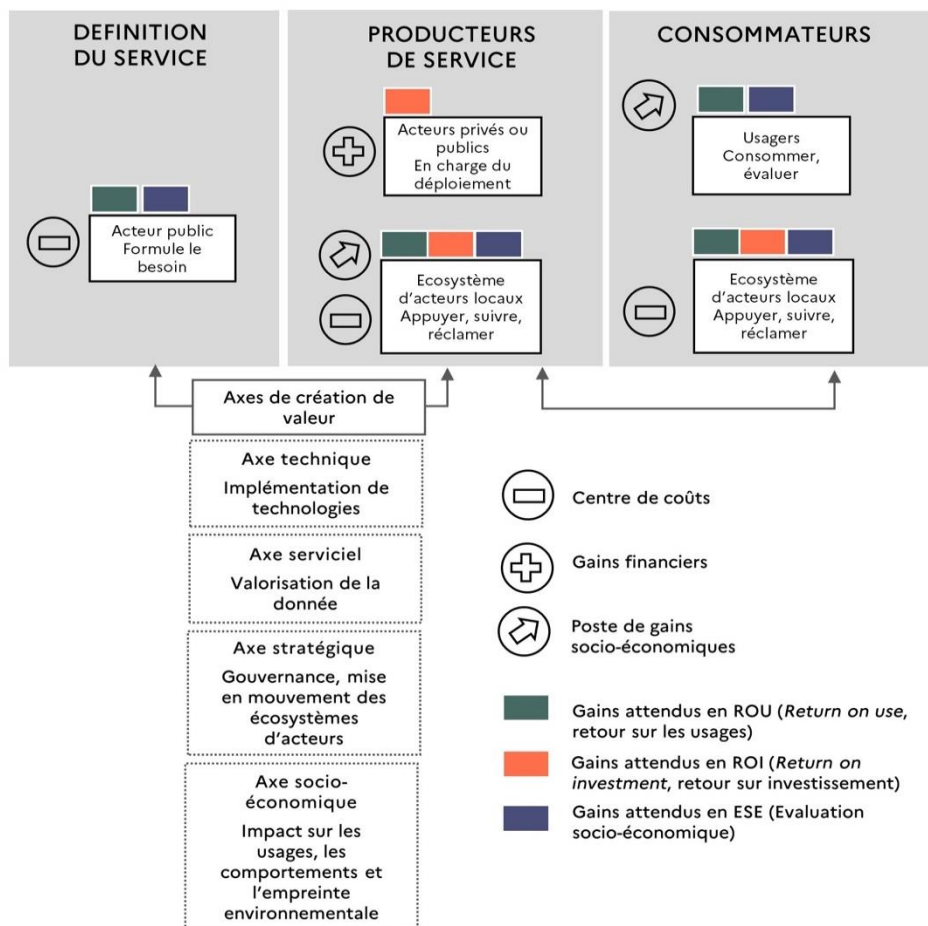 DEFINITION
DU SERVICE
Acteur public
Formule le
besoin
PRODUCTEURS
DE SERVICE
Acteurs privés ou
publics
En charge du
déploiement
Ecosystème
d'acteurs locaux
Appuyer, suivre,
réclamer
CONSOMMATEURS
Usagers
Consommer,
évaluer
Ecosystème
d'acteurs locaux
Appuyer, suivre,
réclamer
Axes de création de
valeur
Axe technique
Implémentation de
technologies
Axe serviciel
Valorisation de la
donnée
Axe stratégique
Gouvernance, mise
en mouvement des
écosystèmes
d'acteurs
Axe socio-
économique
Impact sur les
usages, les
comportements et
l'empreinte
environnementale
Centre de coûts
Gains financiers
Poste de gains
socio-économiques
Gains attendus en ROU (Return on use,
retour sur les usages)
Gains attendus en ROI (Return on
investment, retour sur investissement)
Gains attendus en ESE (Evaluation
socio-économique)